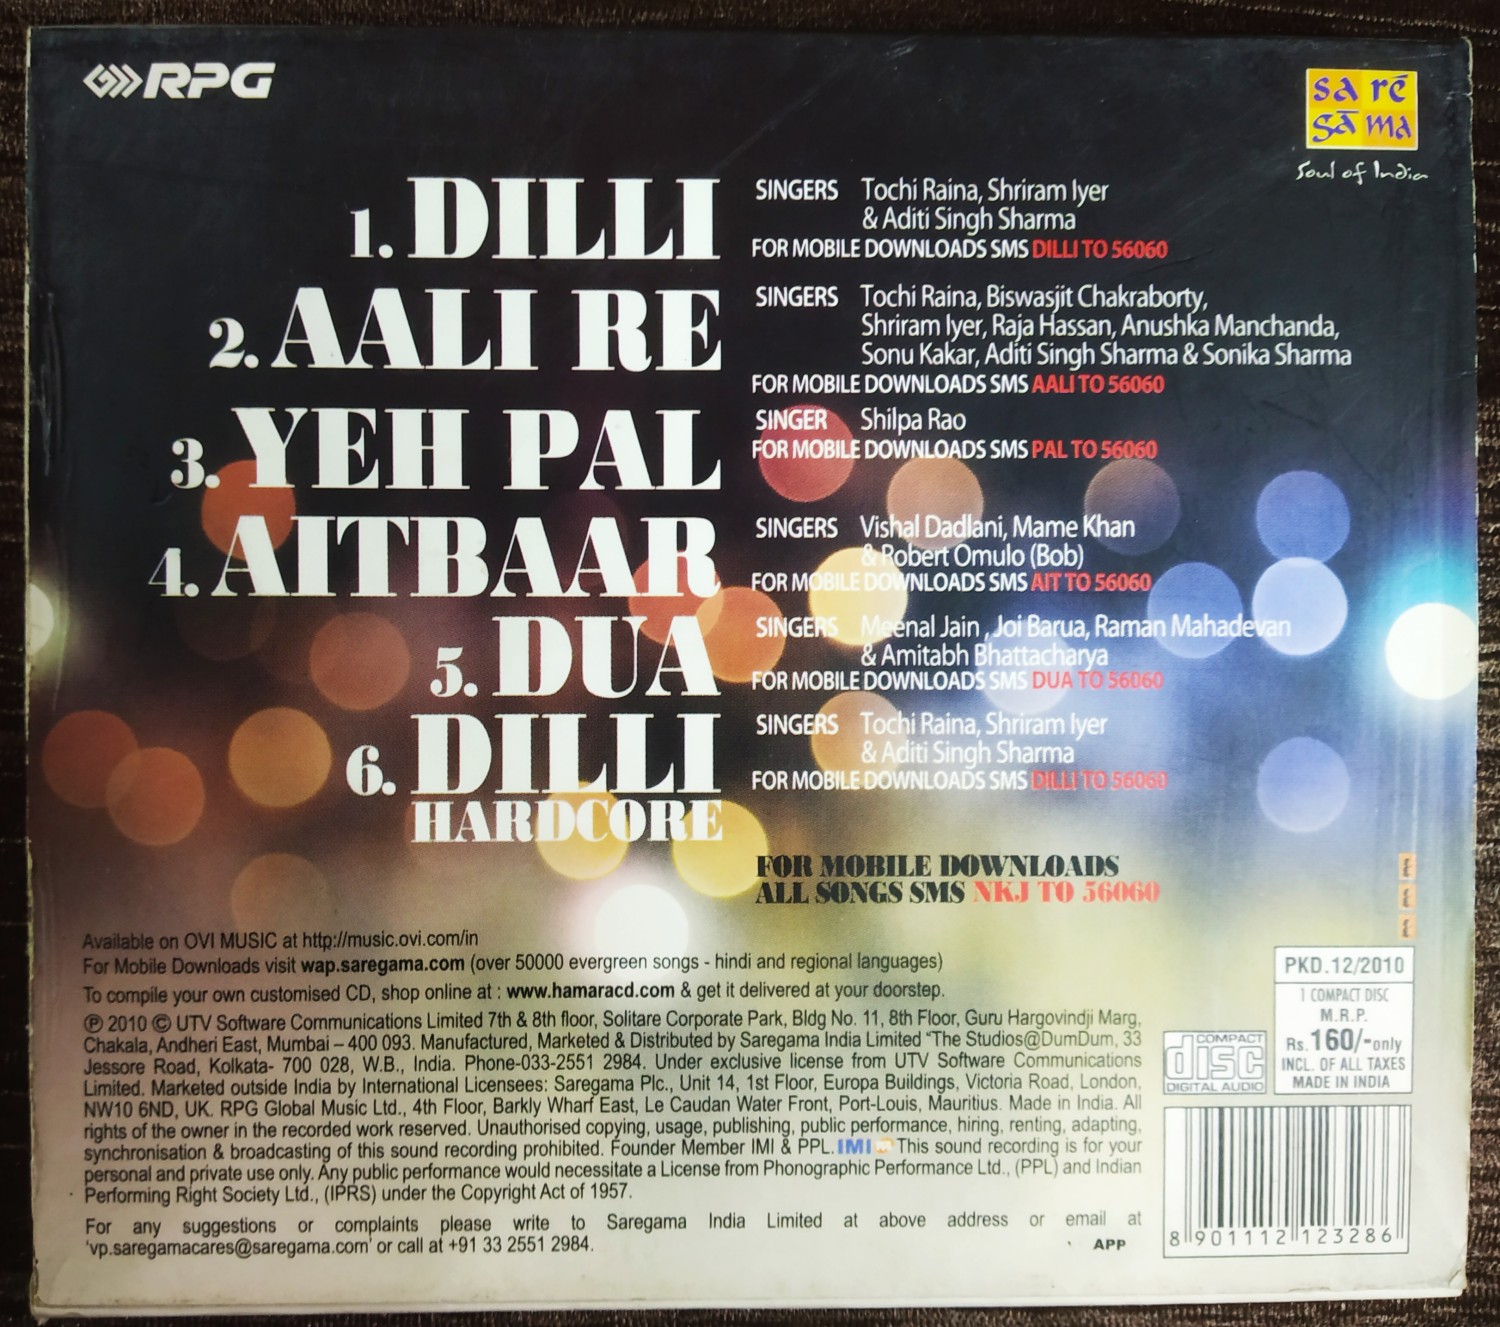 RPG
sa ré
gā ma
Soul of India
1. DILLI
SINGERS Tochi Raina, Shriram Iyer
& Aditi Singh Sharma
FOR MOBILE DOWNLOADS SMS DILLI TO 56060
2. AALI RE
SINGERS Tochi Raina, Biswasjit Chakraborty,
Shriram Iyer, Raja Hassan, Anushka Manchanda,
Sonu Kakar, Aditi Singh Sharma & Sonika Sharma
FOR MOBILE DOWNLOADS SMS AALI TO 56060
3. YEH PAL
SINGER Shilpa Rao
FOR MOBILE DOWNLOADS SMS PAL TO 56060
4. AITBAAR
SINGERS Vishal Dadlani, Mame Khan
& Robert Omulo (Bob)
FOR MOBILE DOWNLOADS SMS AIT TO 56060
5. DUA
SINGERS Meenal Jain , Joi Barua, Raman Mahadevan
& Amitabh Bhattacharya
FOR MOBILE DOWNLOADS SMS DUA TO 56060
6. DILLI
HARDCORE
SINGERS Tochi Raina, Shriram Iyer
& Aditi Singh Sharma
FOR MOBILE DOWNLOADS SMS DILLI TO 56060
FOR MOBILE DOWNLOADS
ALL SONGS SMS NKJ TO 56060
Available on OVI MUSIC at http://music.ovi.com/in
For Mobile Downloads visit wap.saregama.com (over 50000 evergreen songs - hindi and regional languages)
To compile your own customised CD, shop online at : www.hamaracd.com & get it delivered at your doorstep.
℗ 2010 © UTV Software Communications Limited 7th & 8th floor, Solitare Corporate Park, Bldg No. 11, 8th Floor, Guru Hargovindji Marg,
Chakala, Andheri East, Mumbai – 400 093. Manufactured, Marketed & Distributed by Saregama India Limited "The Studios@DumDum, 33
Jessore Road, Kolkata- 700 028, W.B., India. Phone-033-2551 2984. Under exclusive license from UTV Software Communications
Limited. Marketed outside India by International Licensees: Saregama Plc., Unit 14, 1st Floor, Europa Buildings, Victoria Road, London,
NW10 6ND, UK. RPG Global Music Ltd., 4th Floor, Barkly Wharf East, Le Caudan Water Front, Port-Louis, Mauritius. Made in India. All
rights of the owner in the recorded work reserved. Unauthorised copying, usage, publishing, public performance, hiring, renting, adapting,
synchronisation & broadcasting of this sound recording prohibited. Founder Member IMI & PPL. IMI This sound recording is for your
personal and private use only. Any public performance would necessitate a License from Phonographic Performance Ltd., (PPL) and Indian
Performing Right Society Ltd., (IPRS) under the Copyright Act of 1957.
For any suggestions or complaints please write to Saregama India Limited at above address or email at
'vp.saregamacares@saregama.com' or call at +91 33 2551 2984.
APP
PKD.12/2010
1 COMPACT DISC
M.R.P.
Rs.160/-only
INCL. OF ALL TAXES
MADE IN INDIA
COMPACT
disc
DIGITAL AUDIO
8 901112 123286